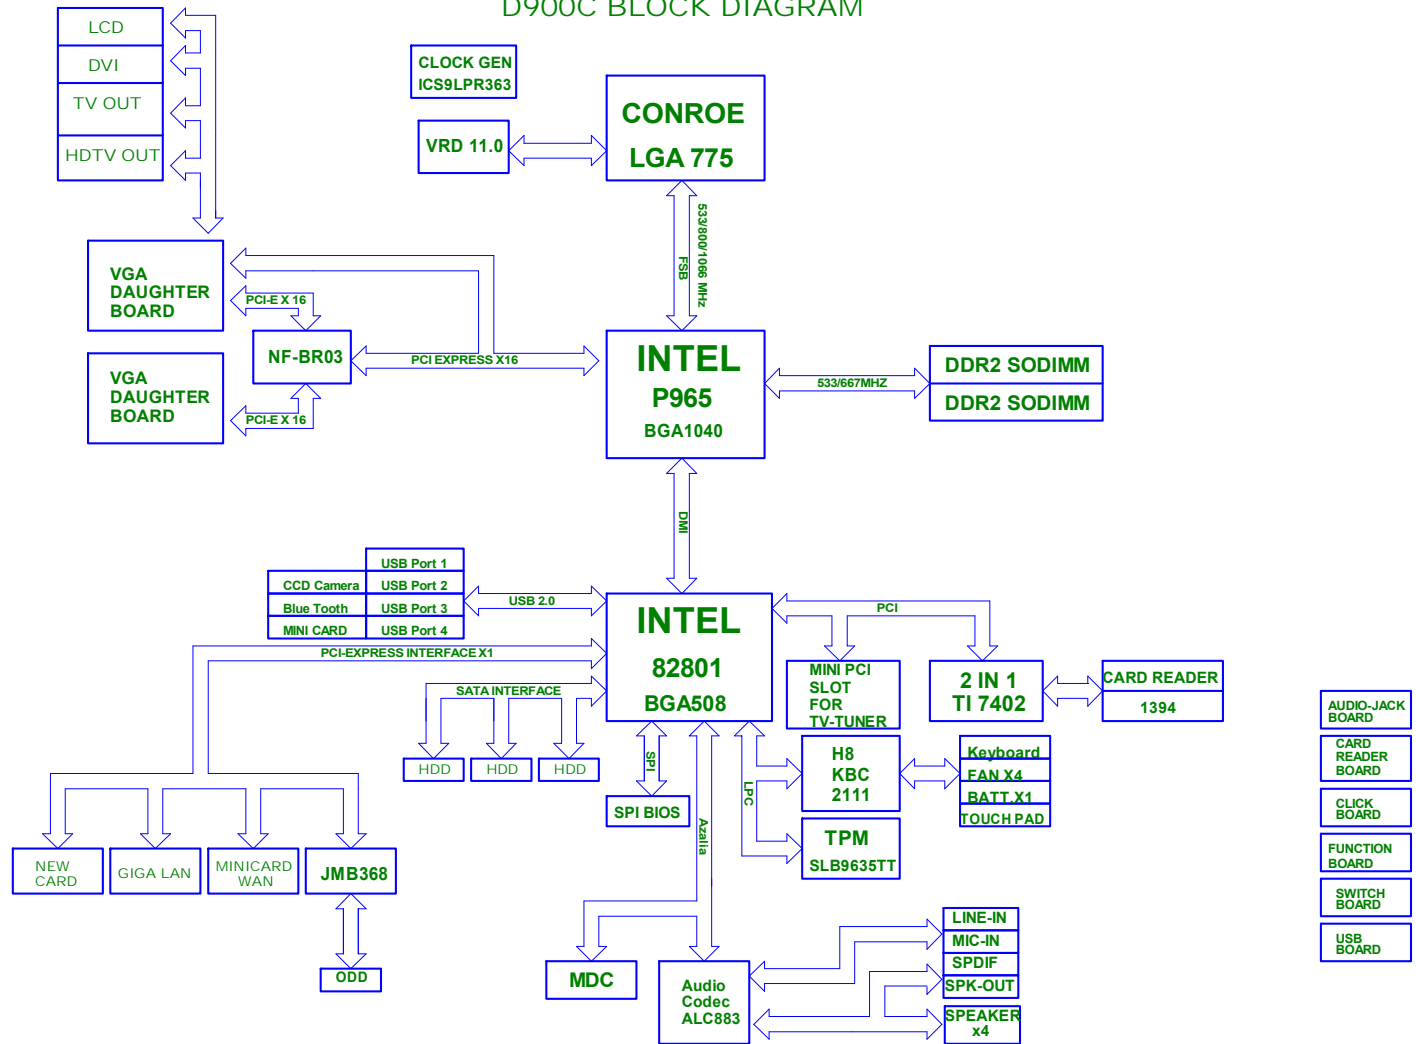 D900C BLOCK DIAGRAM
LCD
DVI
TV OUT
HDTV OUT
CLOCK GEN
ICS9LPR363
VRD 11.0
CONROE
LGA 775
533/800/1066 MHz
FSB
VGA
DAUGHTER
BOARD
PCI-E X 16
NF-BR03
PCI EXPRESS X16
VGA
DAUGHTER
BOARD
PCI-E X 16
INTEL
P965
BGA1040
533/667MHZ
DDR2 SODIMM
DDR2 SODIMM
DMI
USB Port 1
CCD Camera
USB Port 2
Blue Tooth
USB Port 3
MINI CARD
USB Port 4
USB 2.0
PCI-EXPRESS INTERFACE X1
SATA INTERFACE
INTEL
82801
BGA508
PCI
MINI PCI
SLOT
FOR
TV-TUNER
2 IN 1
TI 7402
CARD READER
1394
HDD
HDD
HDD
SPI
SPI BIOS
Azalia
LPC
H8
KBC
2111
Keyboard
FAN X4
BATT.X1
TOUCH PAD
TPM
SLB9635TT
NEW
CARD
GIGA LAN
MINICARD
WAN
JMB368
ODD
MDC
Audio
Codec
ALC883
LINE-IN
MIC-IN
SPDIF
SPK-OUT
SPEAKER
x4
AUDIO-JACK
BOARD
CARD
READER
BOARD
CLICK
BOARD
FUNCTION
BOARD
SWITCH
BOARD
USB
BOARD